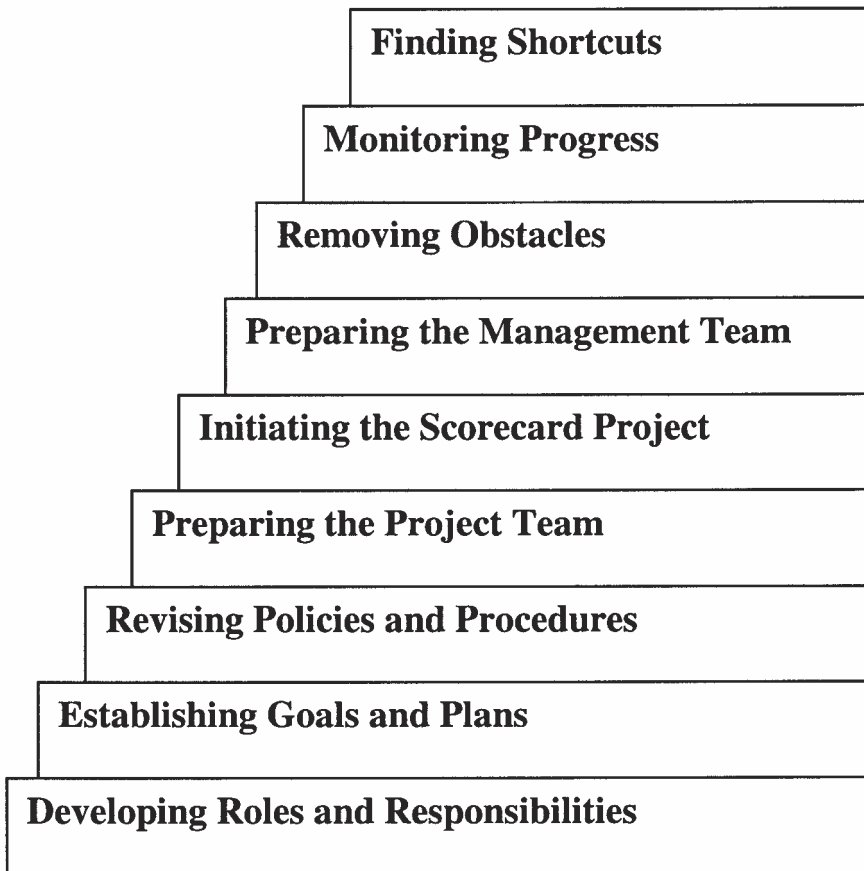 Finding Shortcuts
Monitoring Progress
Removing Obstacles
Preparing the Management Team
Initiating the Scorecard Project
Preparing the Project Team
Revising Policies and Procedures
Establishing Goals and Plans
Developing Roles and Responsibilities